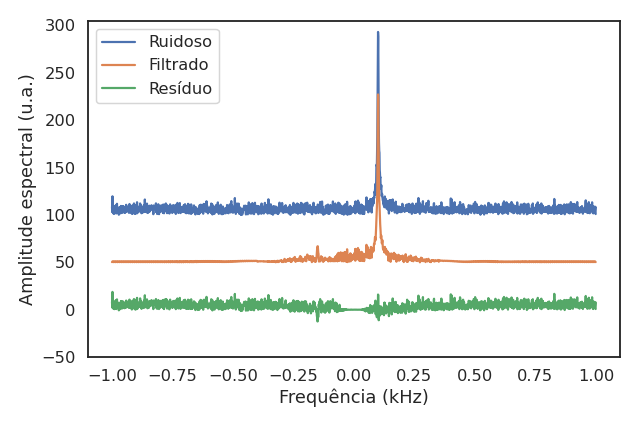 300
250
200
150
100
50
0
−50
Amplitude espectral (u.a.)
Ruidoso
Filtrado
Resíduo
−1.00 −0.75 −0.50 −0.25 0.00 0.25 0.50 0.75 1.00
Frequência (kHz)